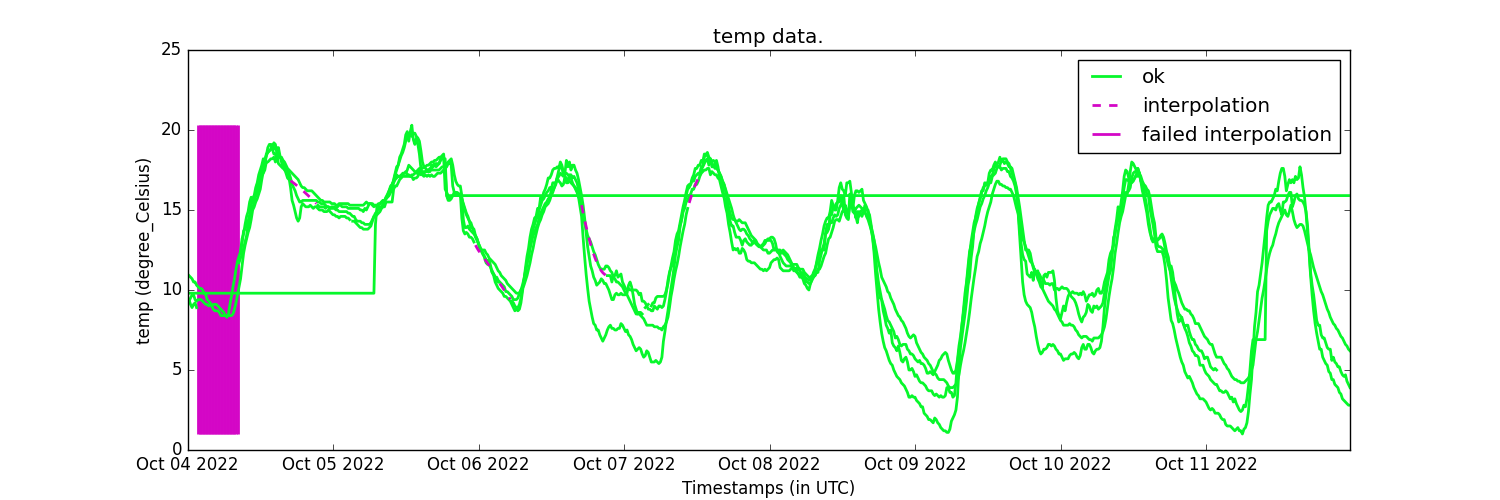 temp data.
25
20
15
10
5
0
temp (degree_Celsius)
ok
interpolation
failed interpolation
Oct 04 2022
Oct 05 2022
Oct 06 2022
Oct 07 2022
Oct 08 2022
Oct 09 2022
Oct 10 2022
Oct 11 2022
Timestamps (in UTC)